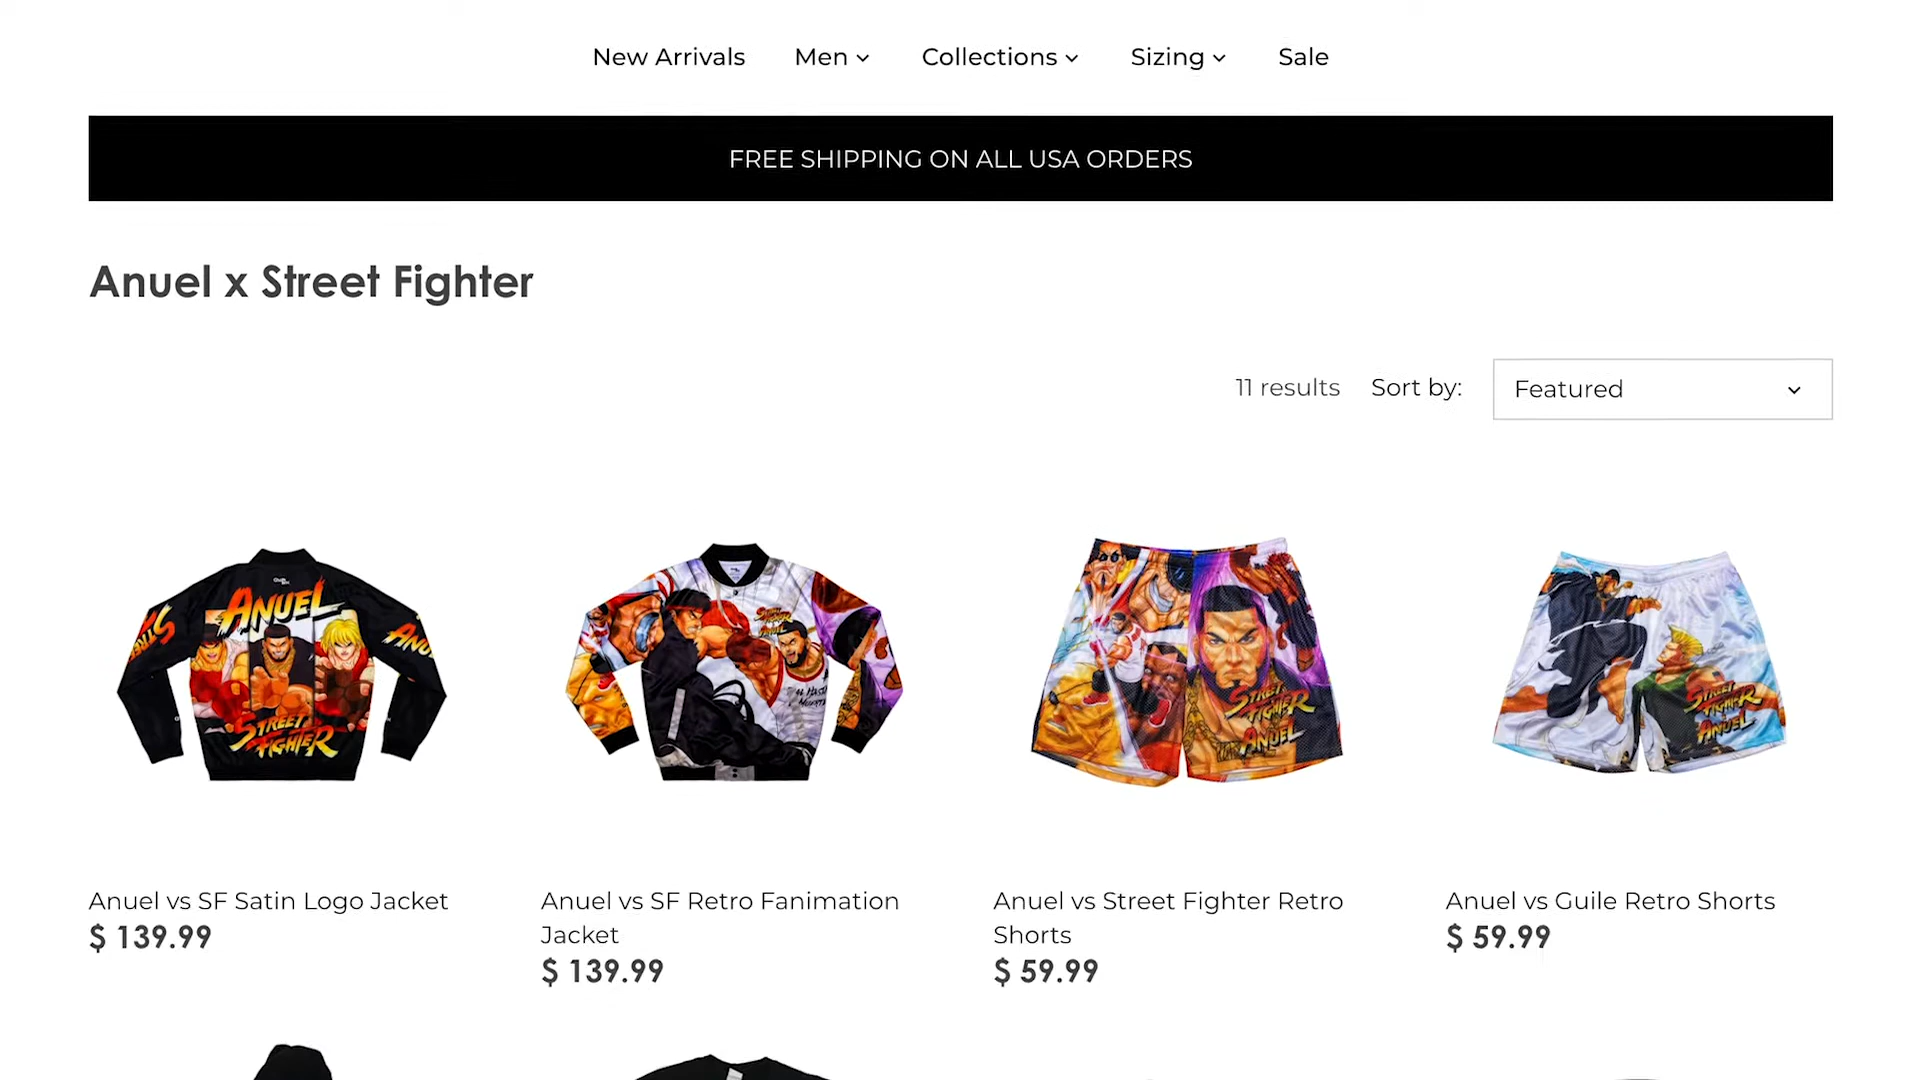 New Arrivals
Men
Collections
Sizing
Sale
FREE SHIPPING ON ALL USA ORDERS
Anuel x Street Fighter
11 results
Sort by:
Featured
ANUEL
STREET
FIGHTER
STREET
FIGHTER
ANUEL
STREET
FIGHTER
ANUEL
STREET
FIGHTER
ANUEL
Anuel vs SF Satin Logo Jacket
$ 139.99
Anuel vs SF Retro Fanimation
Jacket
$ 139.99
Anuel vs Street Fighter Retro
Shorts
$ 59.99
Anuel vs Guile Retro Shorts
$ 59.99